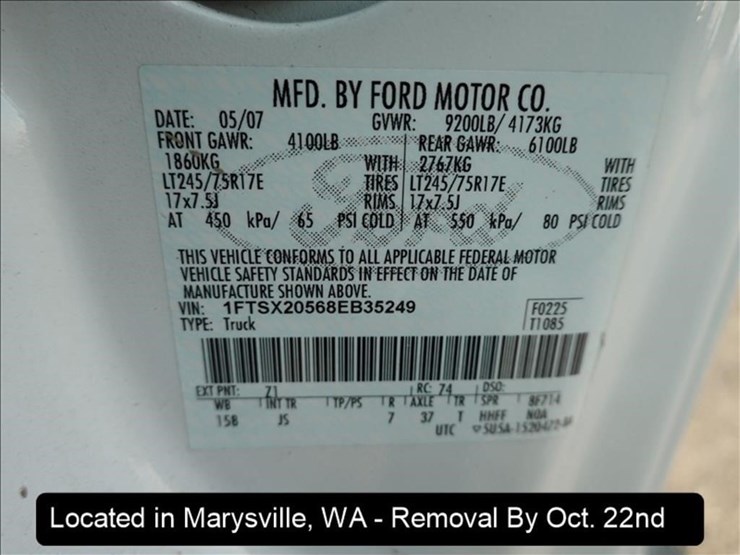 MFD. BY FORD MOTOR CO.
DATE: 05/07 GVWR: 9200LB/ 4173KG
FRONT GAWR: 4100LB REAR GAWR: 6100LB
1860KG WITH 2767KG WITH
LT245/75R17E TIRES LT245/75R17E TIRES
17x7.5J RIMS 17x7.5J RIMS
AT 450 kPa/ 65 PSI COLD AT 550 kPa/ 80 PSI COLD
THIS VEHICLE CONFORMS TO ALL APPLICABLE FEDERAL MOTOR
VEHICLE SAFETY STANDARDS IN EFFECT ON THE DATE OF
MANUFACTURE SHOWN ABOVE.
VIN: 1FTSX20568EB35249 F0225
TYPE: Truck T1085
EXT PNT: Z1 RC: 74 DSO:
WB INT TR TP/PS R AXLE TR SPR 8F714
158 JS 7 37 T HHFF NOA
UTC
Located in Marysville, WA - Removal By Oct. 22nd